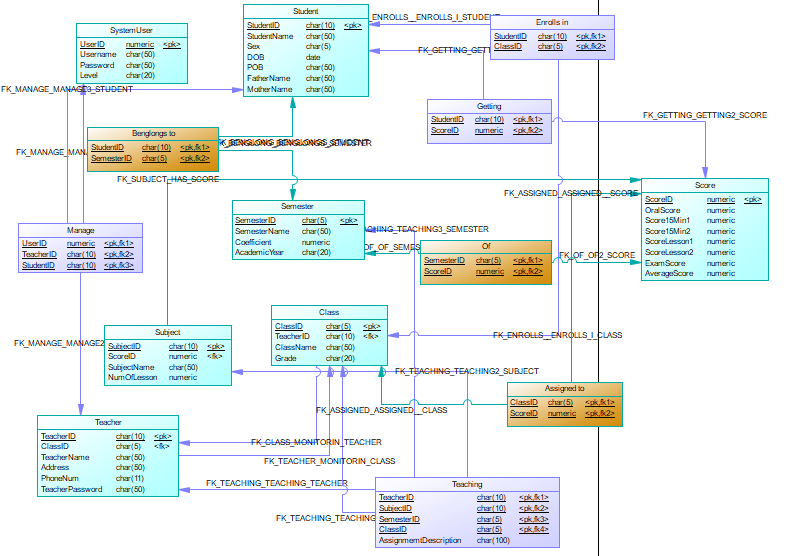 Student
StudentID char(10) <pk>
StudentName char(50)
Sex char(5)
DOB date
POB char(50)
FatherName char(50)
MotherName char(50)
SystemUser
UserID numeric <pk>
Username char(50)
Password char(50)
Level char(20)
_ENROLLS__ENROLLS_I_STUDENT
Enrolls in
StudentID char(10) <pk,fk1>
ClassID char(5) <pk,fk2>
FK_GETTING_GETT
FK_MANAGE_MANAGE3_STUDENT
Getting
StudentID char(10) <pk,fk1>
ScoreID numeric <pk,fk2>
FK_GETTING_GETTING2_SCORE
Benglongs to
StudentID char(10) <pk,fk1>
SemesterID char(5) <pk,fk2>
FK_MANAGE_MAN
FK_SUBJECT_HAS_SCORE
FK_ASSIGNED_ASSIGNED__SCORE
Score
ScoreID numeric <pk>
OralScore numeric
Score15Min1 numeric
Score15Min2 numeric
ScoreLesson1 numeric
ScoreLesson2 numeric
ExamScore numeric
AverageScore numeric
Semester
SemesterID char(5) <pk>
SemesterName char(50)
Coefficient numeric
AcademicYear char(20)
CHING_TEACHING3_SEMESTER
OF_OF_SEMES
Manage
UserID numeric <pk,fk1>
TeacherID char(10) <pk,fk2>
StudentID char(10) <pk,fk3>
Of
SemesterID char(5) <pk,fk1>
ScoreID numeric <pk,fk2>
FK_OF_OF2_SCORE
Class
ClassID char(5) <pk>
TeacherID char(10) <fk>
ClassName char(50)
Grade char(20)
FK_ENROLLS__ENROLLS_I_CLASS
Subject
SubjectID char(10) <pk>
ScoreID numeric <fk>
SubjectName char(50)
NumOfLesson numeric
FK_MANAGE_MANAGE2
FK_TEACHING_TEACHING2_SUBJECT
Assigned to
ClassID char(5) <pk,fk1>
ScoreID numeric <pk,fk2>
FK_ASSIGNED_ASSIGNED__CLASS
Teacher
TeacherID char(10) <pk>
ClassID char(5) <fk>
TeacherName char(50)
Address char(50)
PhoneNum char(11)
TeacherPassword char(50)
FK_CLASS_MONITORIN_TEACHER
FK_TEACHER_MONITORIN_CLASS
FK_TEACHING_TEACHING_TEACHER
Teaching
TeacherID char(10) <pk,fk1>
SubjectID char(10) <pk,fk2>
SemesterID char(5) <pk,fk3>
ClassID char(5) <pk,fk4>
AssignmemtDescription char(100)
FK_TEACHING_TEACHING